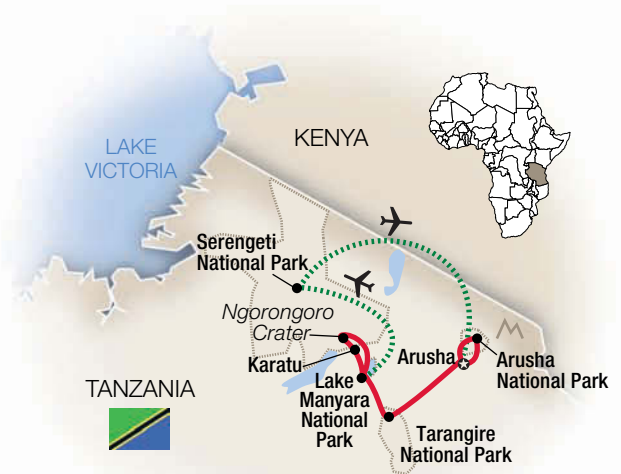 LAKE
VICTORIA
KENYA
Serengeti
National Park
Ngorongoro
Crater
Karatu
Lake
Manyara
National
Park
Arusha
Arusha
National Park
TANZANIA
Tarangire
National Park